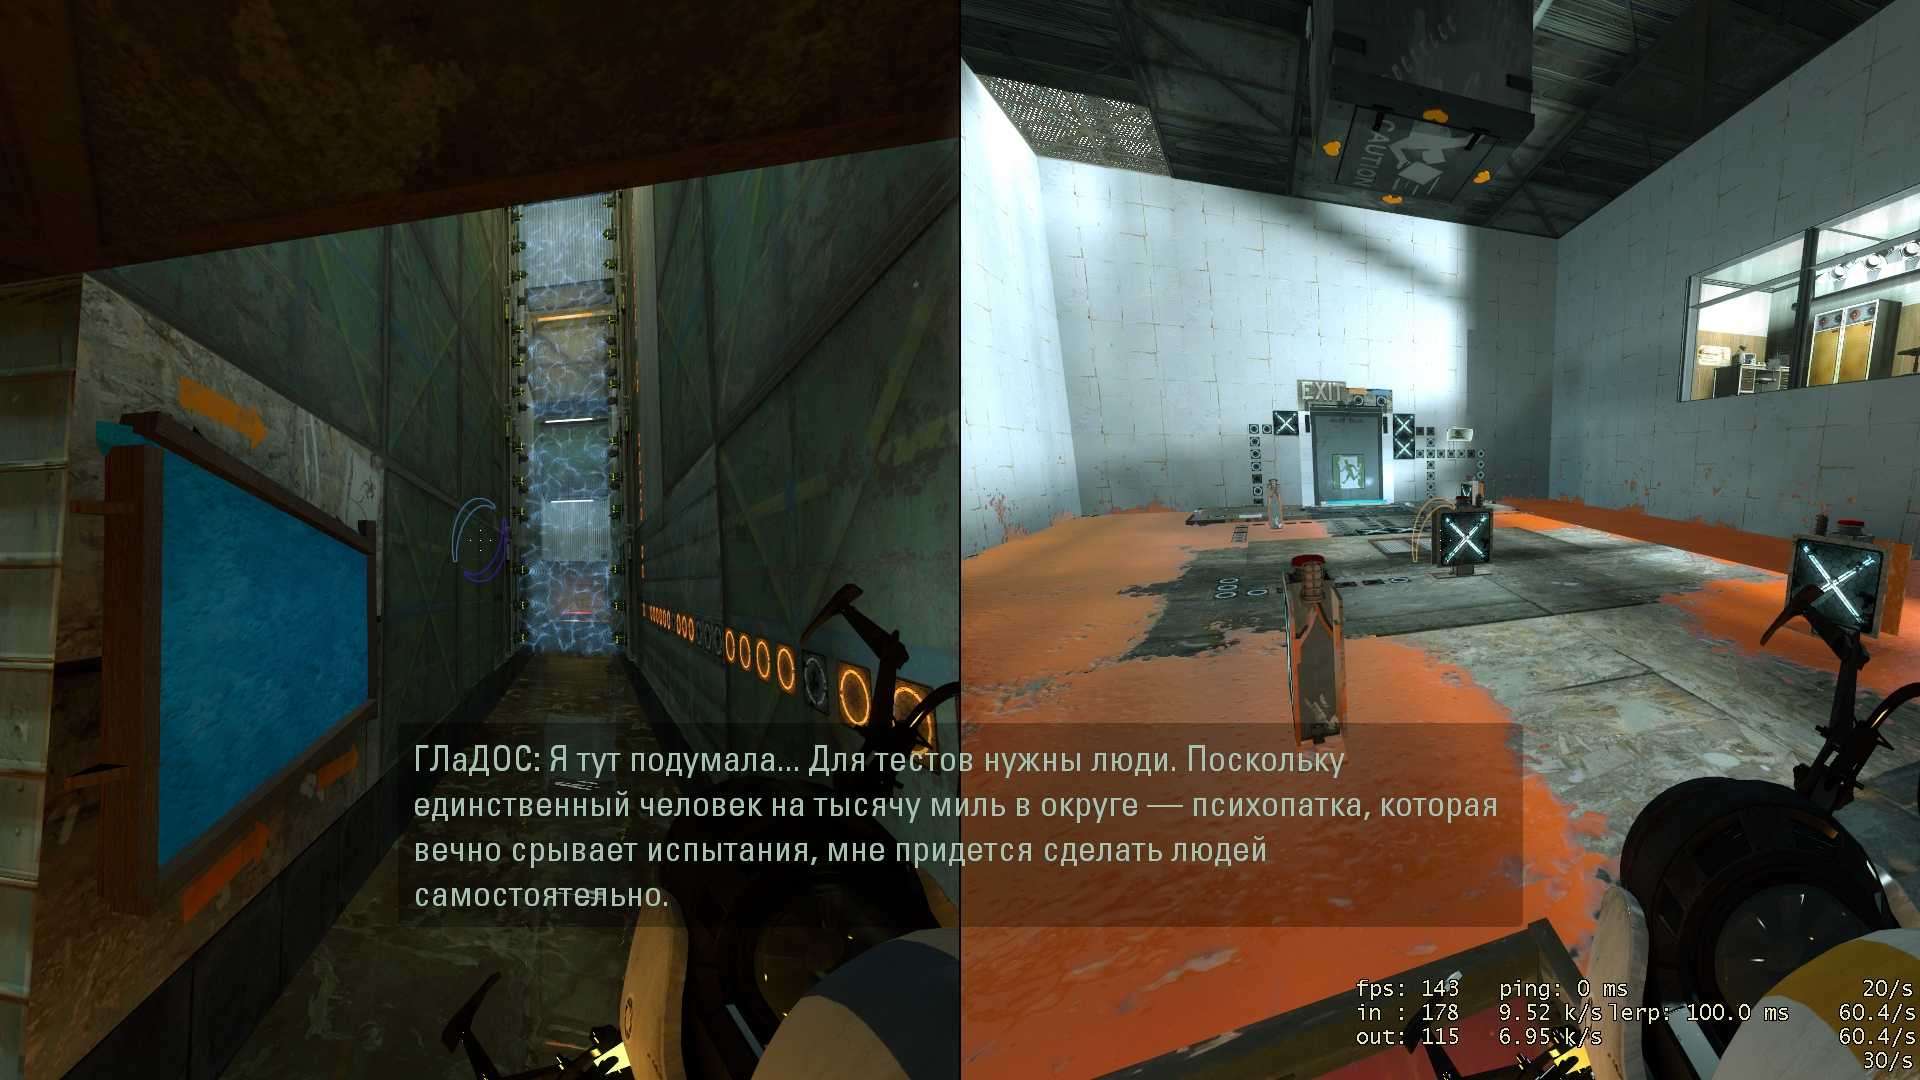 CAUTION
EXIT
ГЛаДОС: Я тут подумала... Для тестов нужны люди. Поскольку
единственный человек на тысячу миль в округе — психопатка, которая
вечно срывает испытания, мне придется сделать людей
самостоятельно.
fps: 143 ping: 0 ms 20/s
in : 178 9.52 k/s lerp: 100.0 ms 60.4/s
out: 115 6.95 k/s 60.4/s
30/s